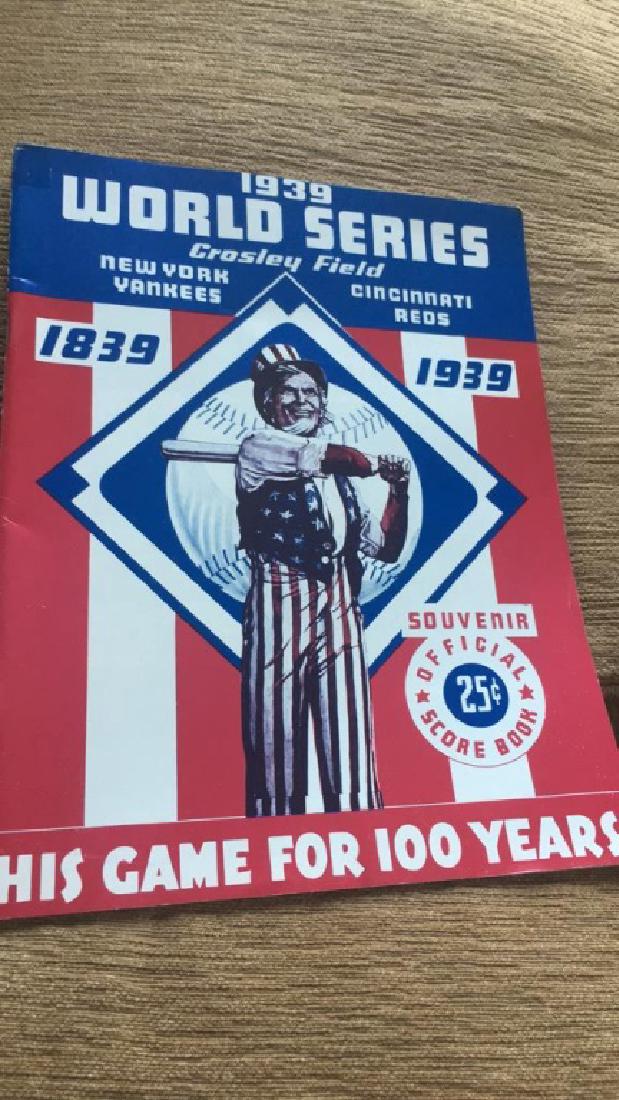 1939
WORLD SERIES
Crosley Field
NEW YORK
YANKEES
CINCINNATI
REDS
1839
1939
SOUVENIR
OFFICIAL
25¢
SCORE BOOK
HIS GAME FOR 100 YEARS